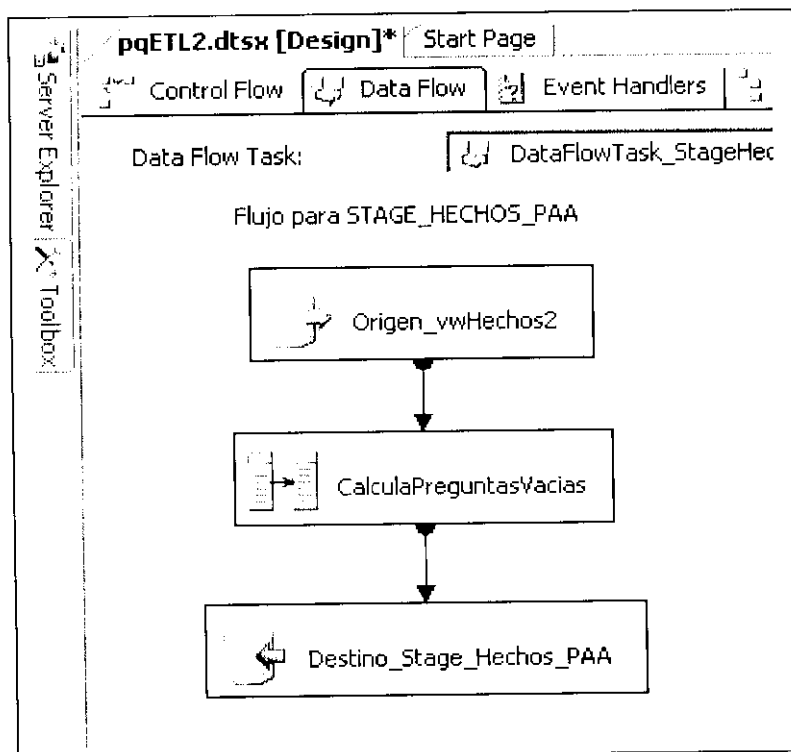 pqETL2.dtsx [Design]* Start Page
Control Flow Data Flow Event Handlers
Server Explorer
Toolbox
Data Flow Task: DataFlowTask_StageHec
Flujo para STAGE_HECHOS_PAA
Origen_vwHechos2
CalculaPreguntasVacias
Destino_Stage_Hechos_PAA